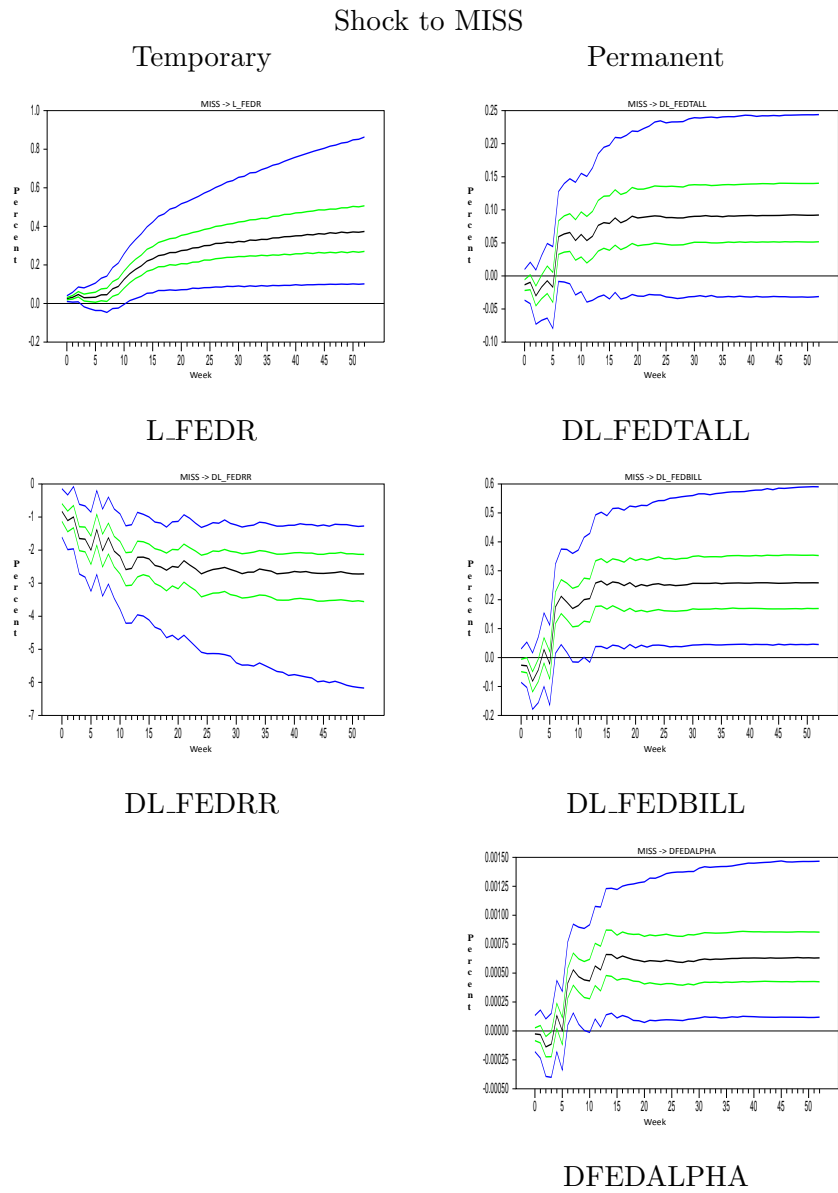 Shock to MISS
Temporary
Permanent
MISS -> L_FEDR
1.0
0.8
0.6
0.4
0.2
0.0
-0.2
Percent
0 5 10 15 20 25 30 35 40 45 50
Week
L_FEDR
MISS -> DL_FEDTALL
0.25
0.20
0.15
0.10
0.05
0.00
-0.05
-0.10
Percent
0 5 10 15 20 25 30 35 40 45 50
Week
DL_FEDTALL
MISS -> DL_FEDRR
0
-1
-2
-3
-4
-5
-6
-7
Percent
0 5 10 15 20 25 30 35 40 45 50
Week
DL_FEDRR
MISS -> DL_FEDBILL
0.6
0.5
0.4
0.3
0.2
0.1
0.0
-0.1
-0.2
Percent
0 5 10 15 20 25 30 35 40 45 50
Week
DL_FEDBILL
MISS -> DFEDALPHA
0.00150
0.00125
0.00100
0.00075
0.00050
0.00025
0.00000
-0.00025
-0.00050
Percent
0 5 10 15 20 25 30 35 40 45 50
Week
DFEDALPHA